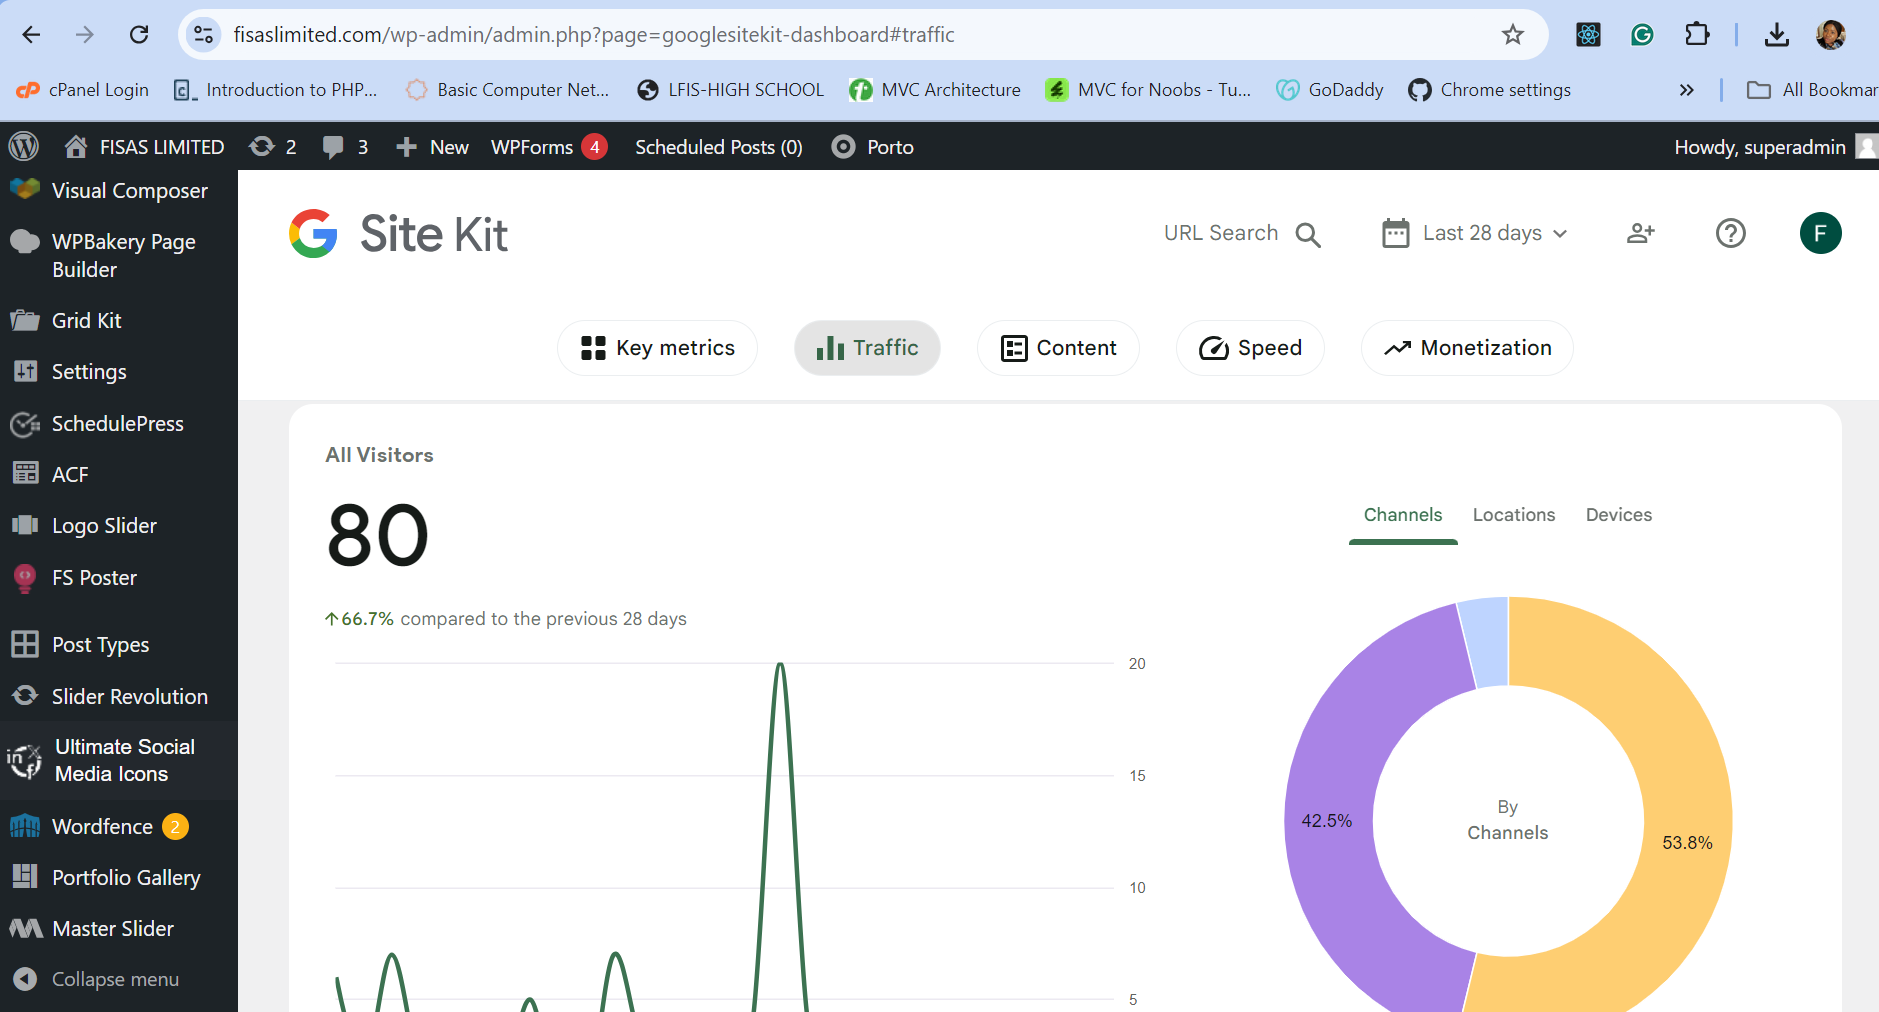 fisaslimited.com/wp-admin/admin.php?page=googlesitekit-dashboard#traffic
cPanel Login
Introduction to PHP...
Basic Computer Net...
LFIS-HIGH SCHOOL
MVC Architecture
MVC for Noobs - Tu...
GoDaddy
Chrome settings
»
All Bookmar
FISAS LIMITED
2
3
New
WPForms 4
Scheduled Posts (0)
Porto
Howdy, superadmin
Visual Composer
WPBakery Page
Builder
Grid Kit
Settings
SchedulePress
ACF
Logo Slider
FS Poster
Post Types
Slider Revolution
Ultimate Social
Media Icons
Wordfence 2
Portfolio Gallery
Master Slider
Collapse menu
Site Kit
URL Search
Last 28 days
F
Key metrics
Traffic
Content
Speed
Monetization
All Visitors
80
↑66.7% compared to the previous 28 days
20
15
10
5
Channels
Locations
Devices
42.5%
By
Channels
53.8%